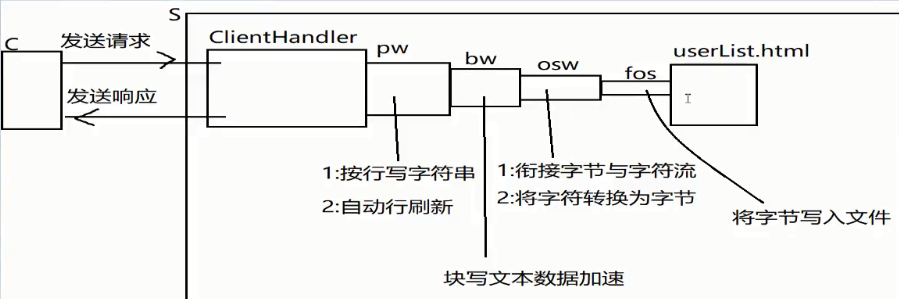 S
C
发送请求
发送响应
ClientHandler
pw
bw
osw
fos
userList.html
1:按行写字符串
2:自动行刷新
1:衔接字节与字符流
2:将字符转换为字节
将字节写入文件
块写文本数据加速